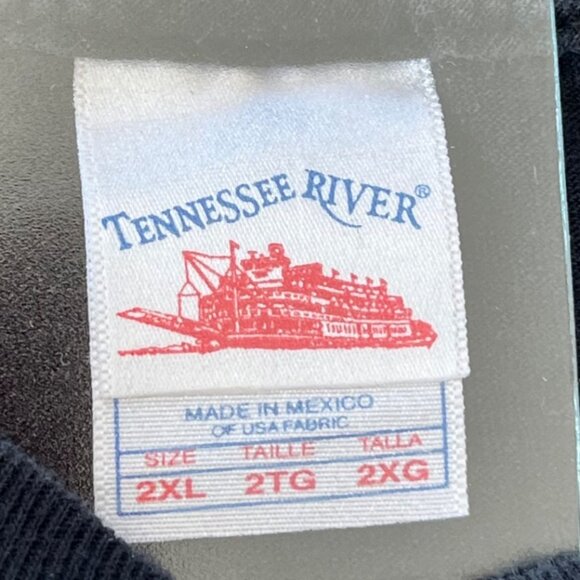 TENNESSEE RIVER®
MADE IN MEXICO
OF USA FABRIC
SIZE TAILLE TALLA
2XL 2TG 2XG